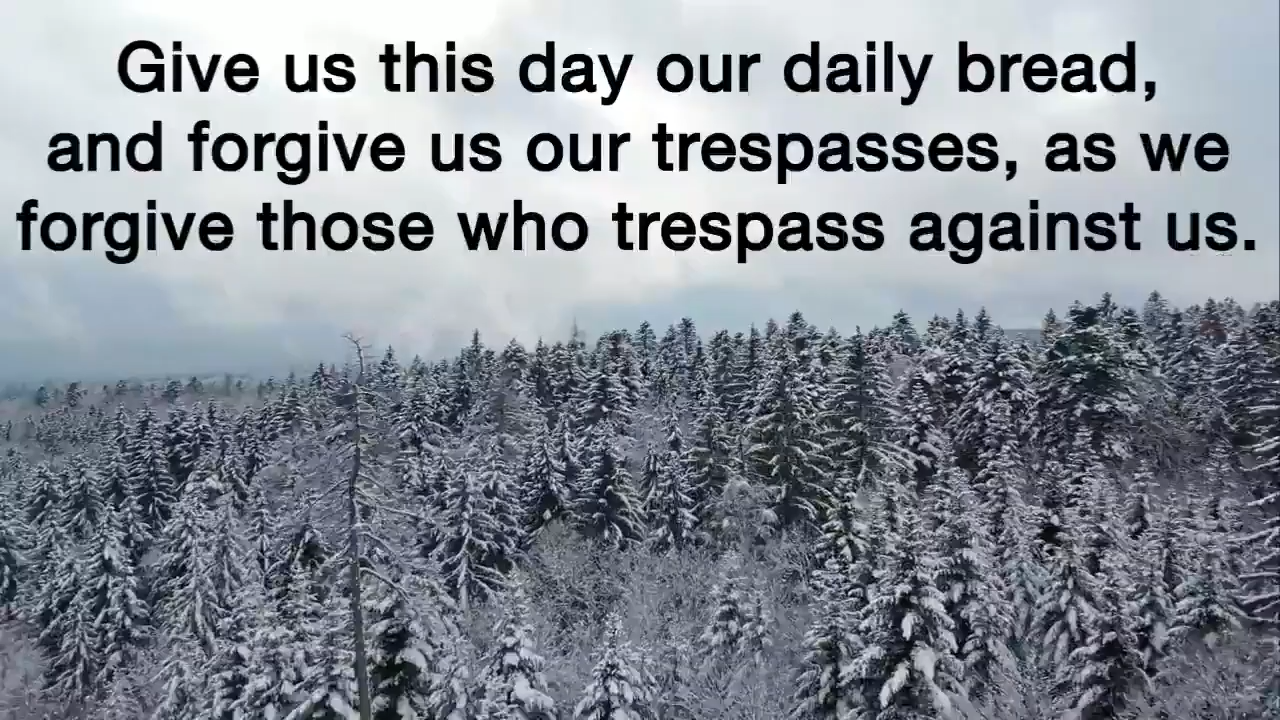 Give us this day our daily bread,
and forgive us our trespasses, as we
forgive those who trespass against us.